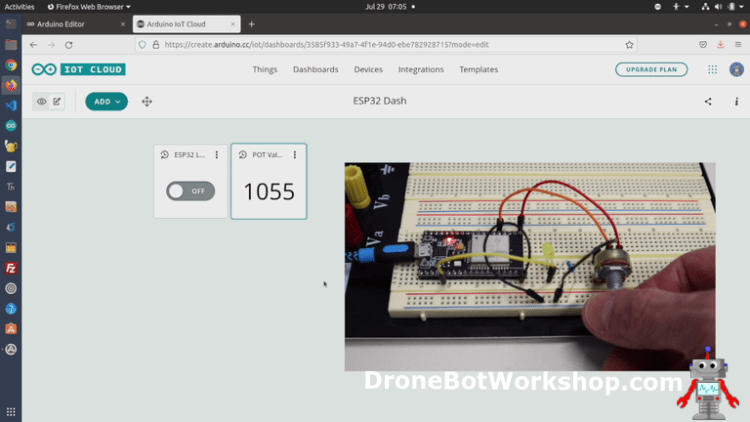 Activities
Firefox Web Browser
Jul 29 07:05
Arduino Editor
Arduino IoT Cloud
https://create.arduino.cc/iot/dashboards/3585f933-49a7-4f1e-94d0-ebe782928715?mode=edit
IOT CLOUD
Things
Dashboards
Devices
Integrations
Templates
UPGRADE PLAN
ADD
ESP32 Dash
ESP32 L...
POT Val...
OFF
1055
Va
Vb
DroneBotWorkshop.com